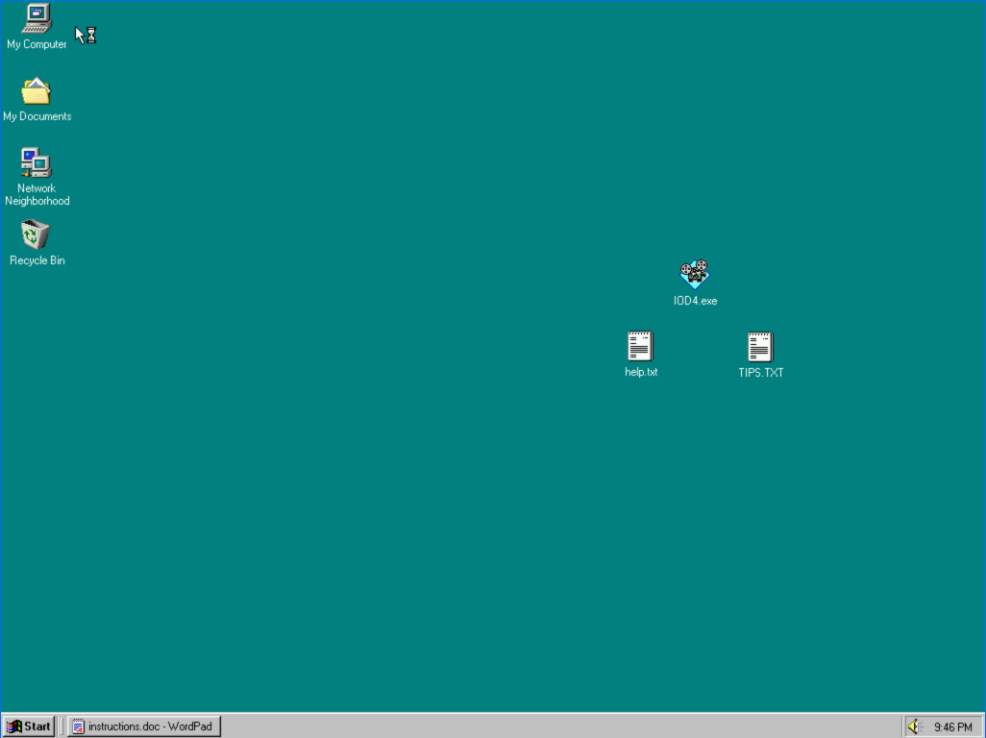 My Computer
My Documents
Network
Neighborhood
Recycle Bin
IOD4.exe
help.txt
TIPS.TXT
Start
instructions.doc - WordPad
9:46 PM